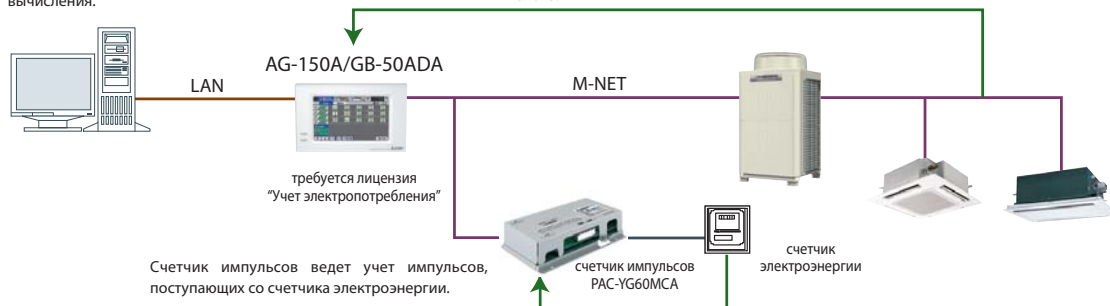 вычисления.
AG-150A/GB-50ADA
LAN
M-NET
требуется лицензия
“Учет электропотребления”
Счетчик импульсов ведет учет импульсов,
поступающих со счетчика электроэнергии.
счетчик импульсов
PAC-YG60MCA
счетчик
электроэнергии